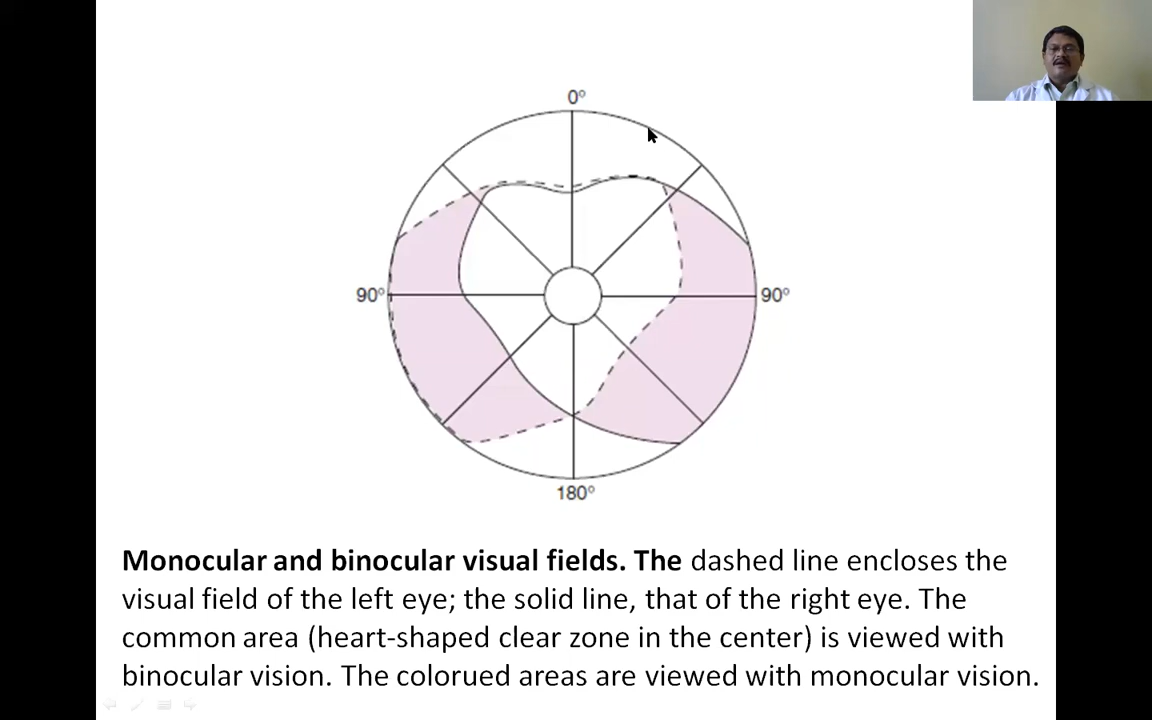 0°
90°
90°
180°
Monocular and binocular visual fields. The dashed line encloses the
visual field of the left eye; the solid line, that of the right eye. The
common area (heart-shaped clear zone in the center) is viewed with
binocular vision. The colorued areas are viewed with monocular vision.